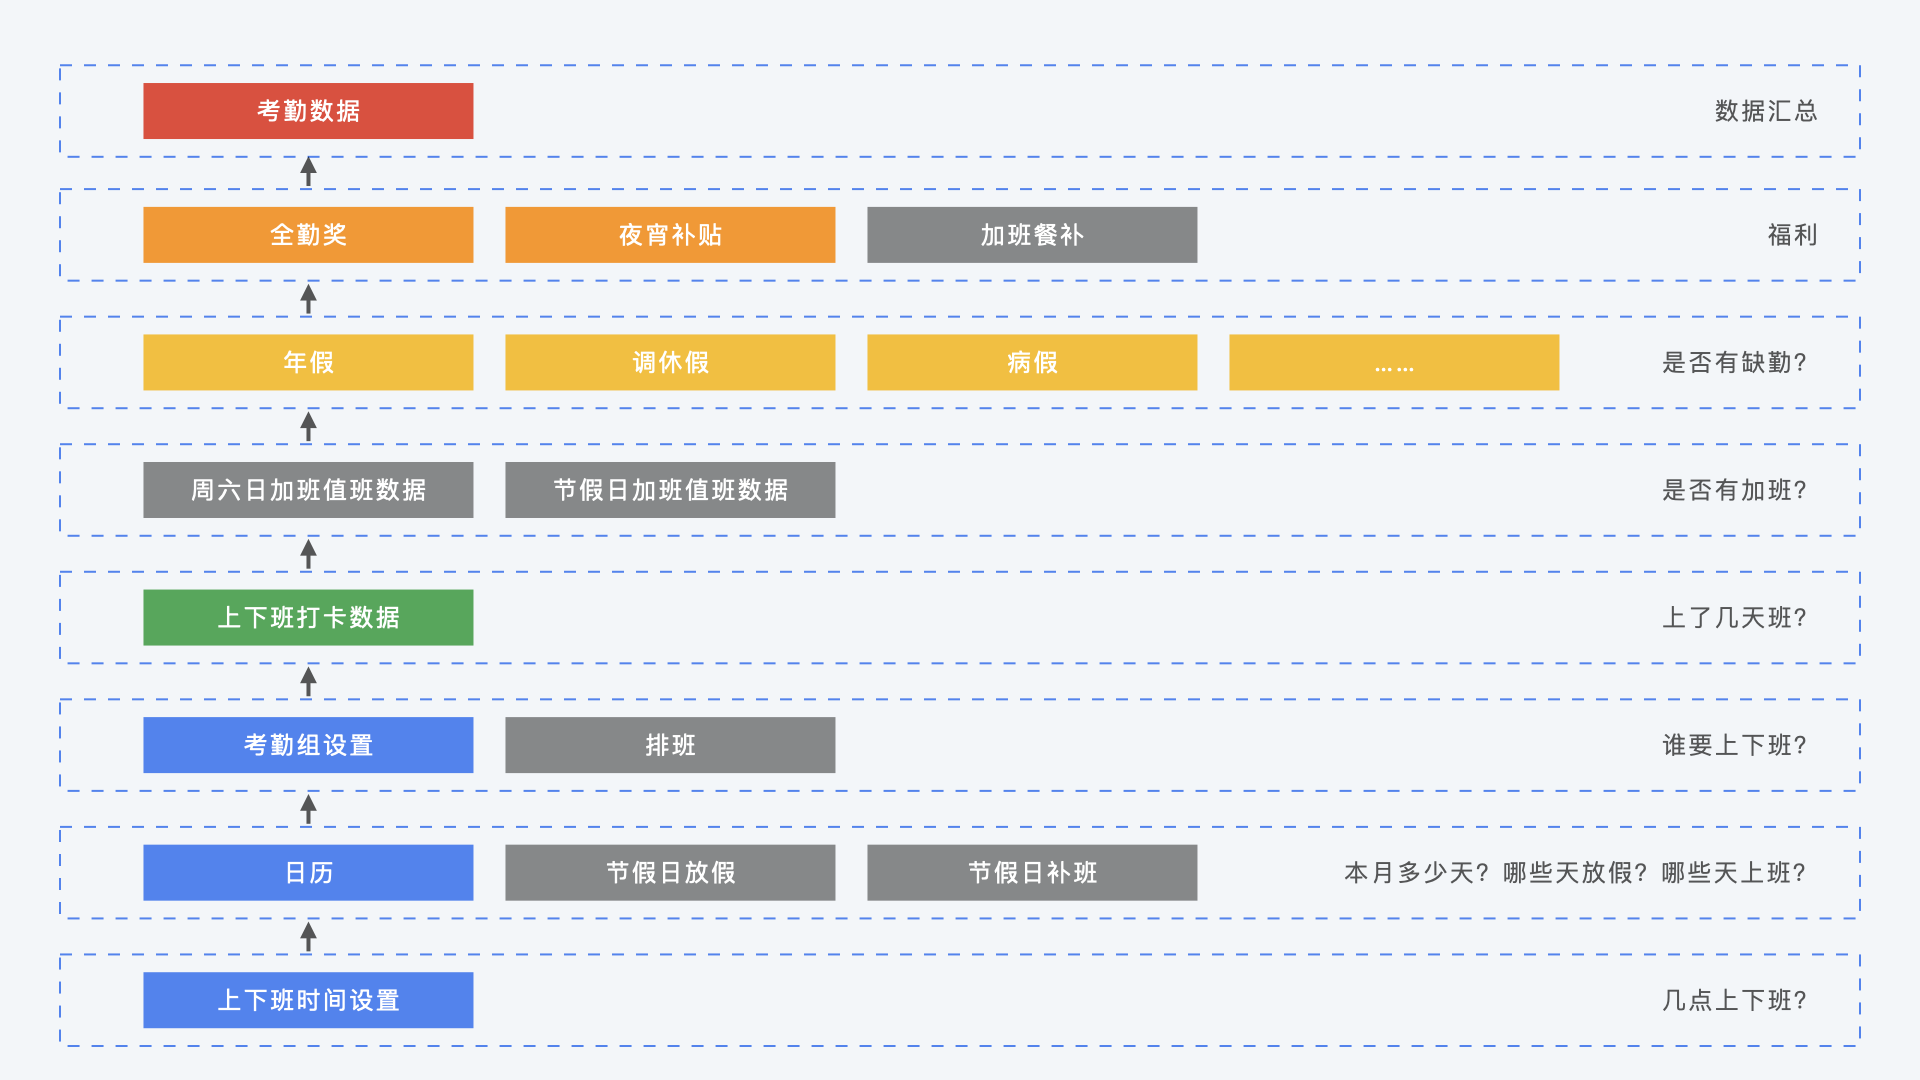 考勤数据
数据汇总
全勤奖
夜宵补贴
加班餐补
福利
年假
调休假
病假
……
是否有缺勤?
周六日加班值班数据
节假日加班值班数据
是否有加班?
上下班打卡数据
上了几天班?
考勤组设置
排班
谁要上下班?
日历
节假日放假
节假日补班
本月多少天? 哪些天放假? 哪些天上班?
上下班时间设置
几点上下班?